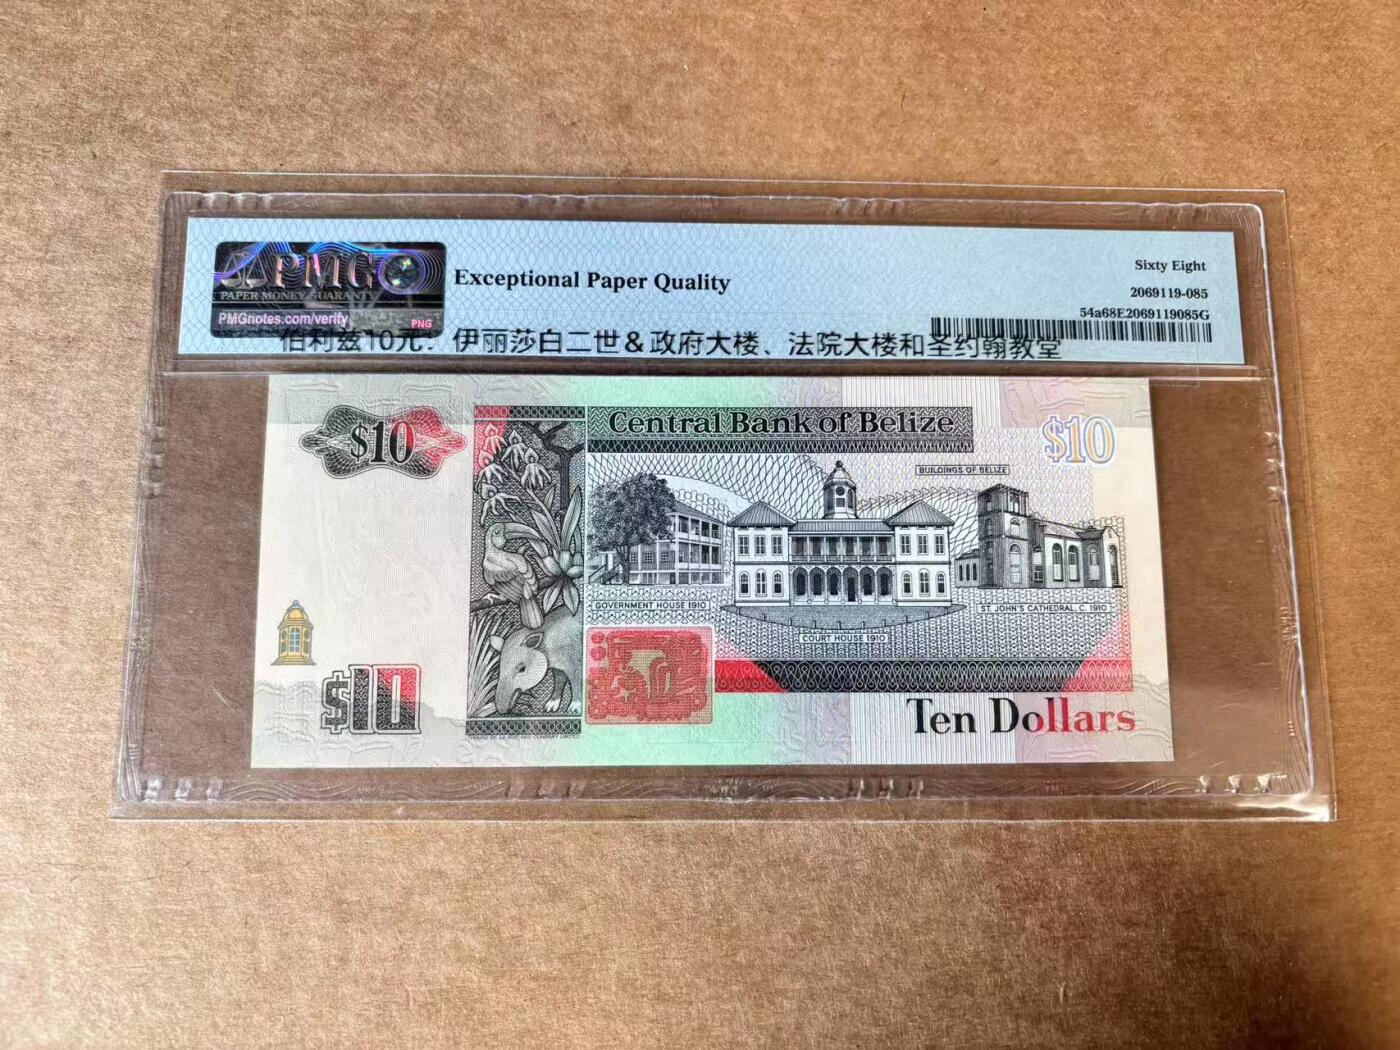 PMG
PAPER MONEY GUARANTY
PMGnotes.com/verify
PNG
Exceptional Paper Quality
Sixty Eight
2069119-085
54a68E2069119085G
伯利兹10元：伊丽莎白二世＆政府大楼、法院大楼和圣约翰教堂
$10
Central Bank of Belize
$10
BUILDINGS OF BELIZE
GOVERNMENT HOUSE 1910
COURT HOUSE 1910
ST. JOHN'S CATHEDRAL, C. 1910
$10
Ten Dollars